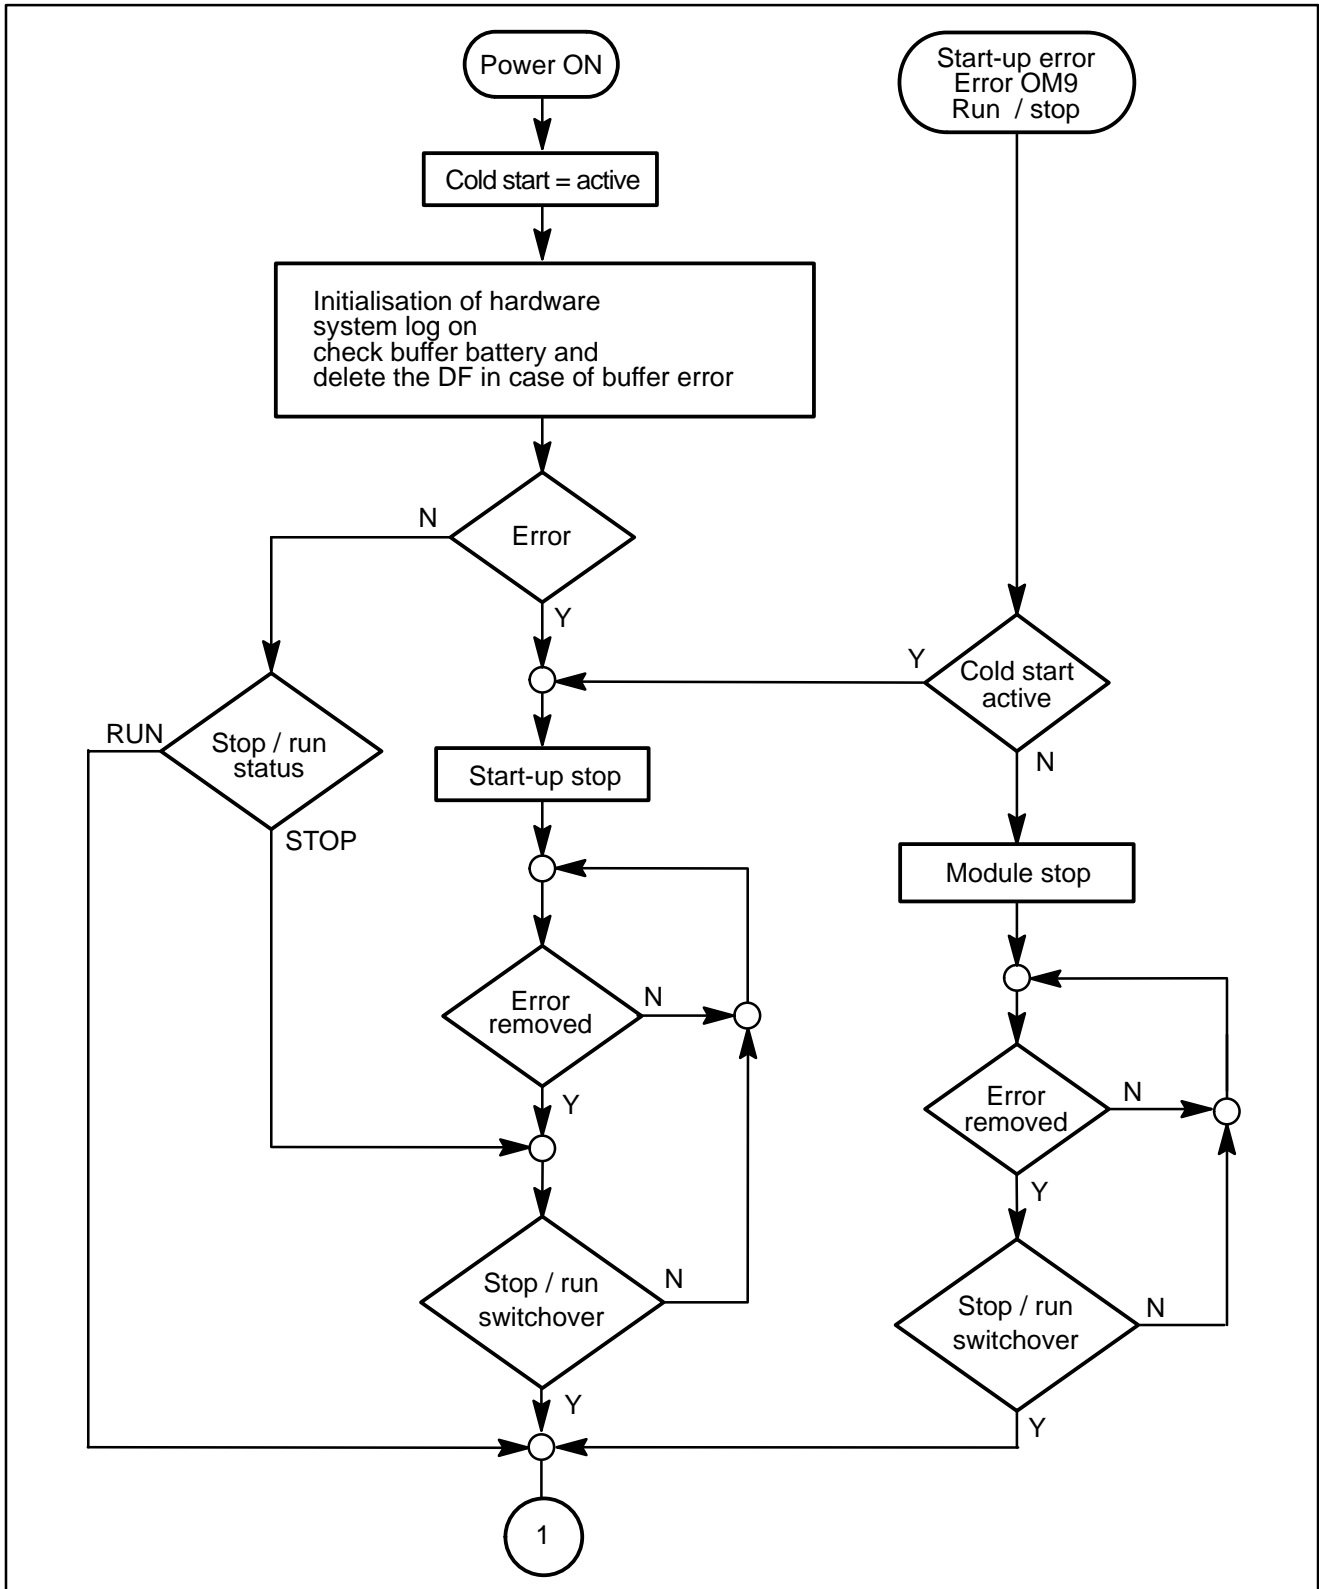 Power ON
Start-up error
Error OM9
Run / stop
Cold start = active
Initialisation of hardware
system log on
check buffer battery and
delete the DF in case of buffer error
N
Error
Y
Y
Cold start
active
N
RUN
Stop / run
status
STOP
Start-up stop
Module stop
Error
removed
N
Y
Error
removed
N
Y
Stop / run
switchover
N
Y
Stop / run
switchover
N
Y
1